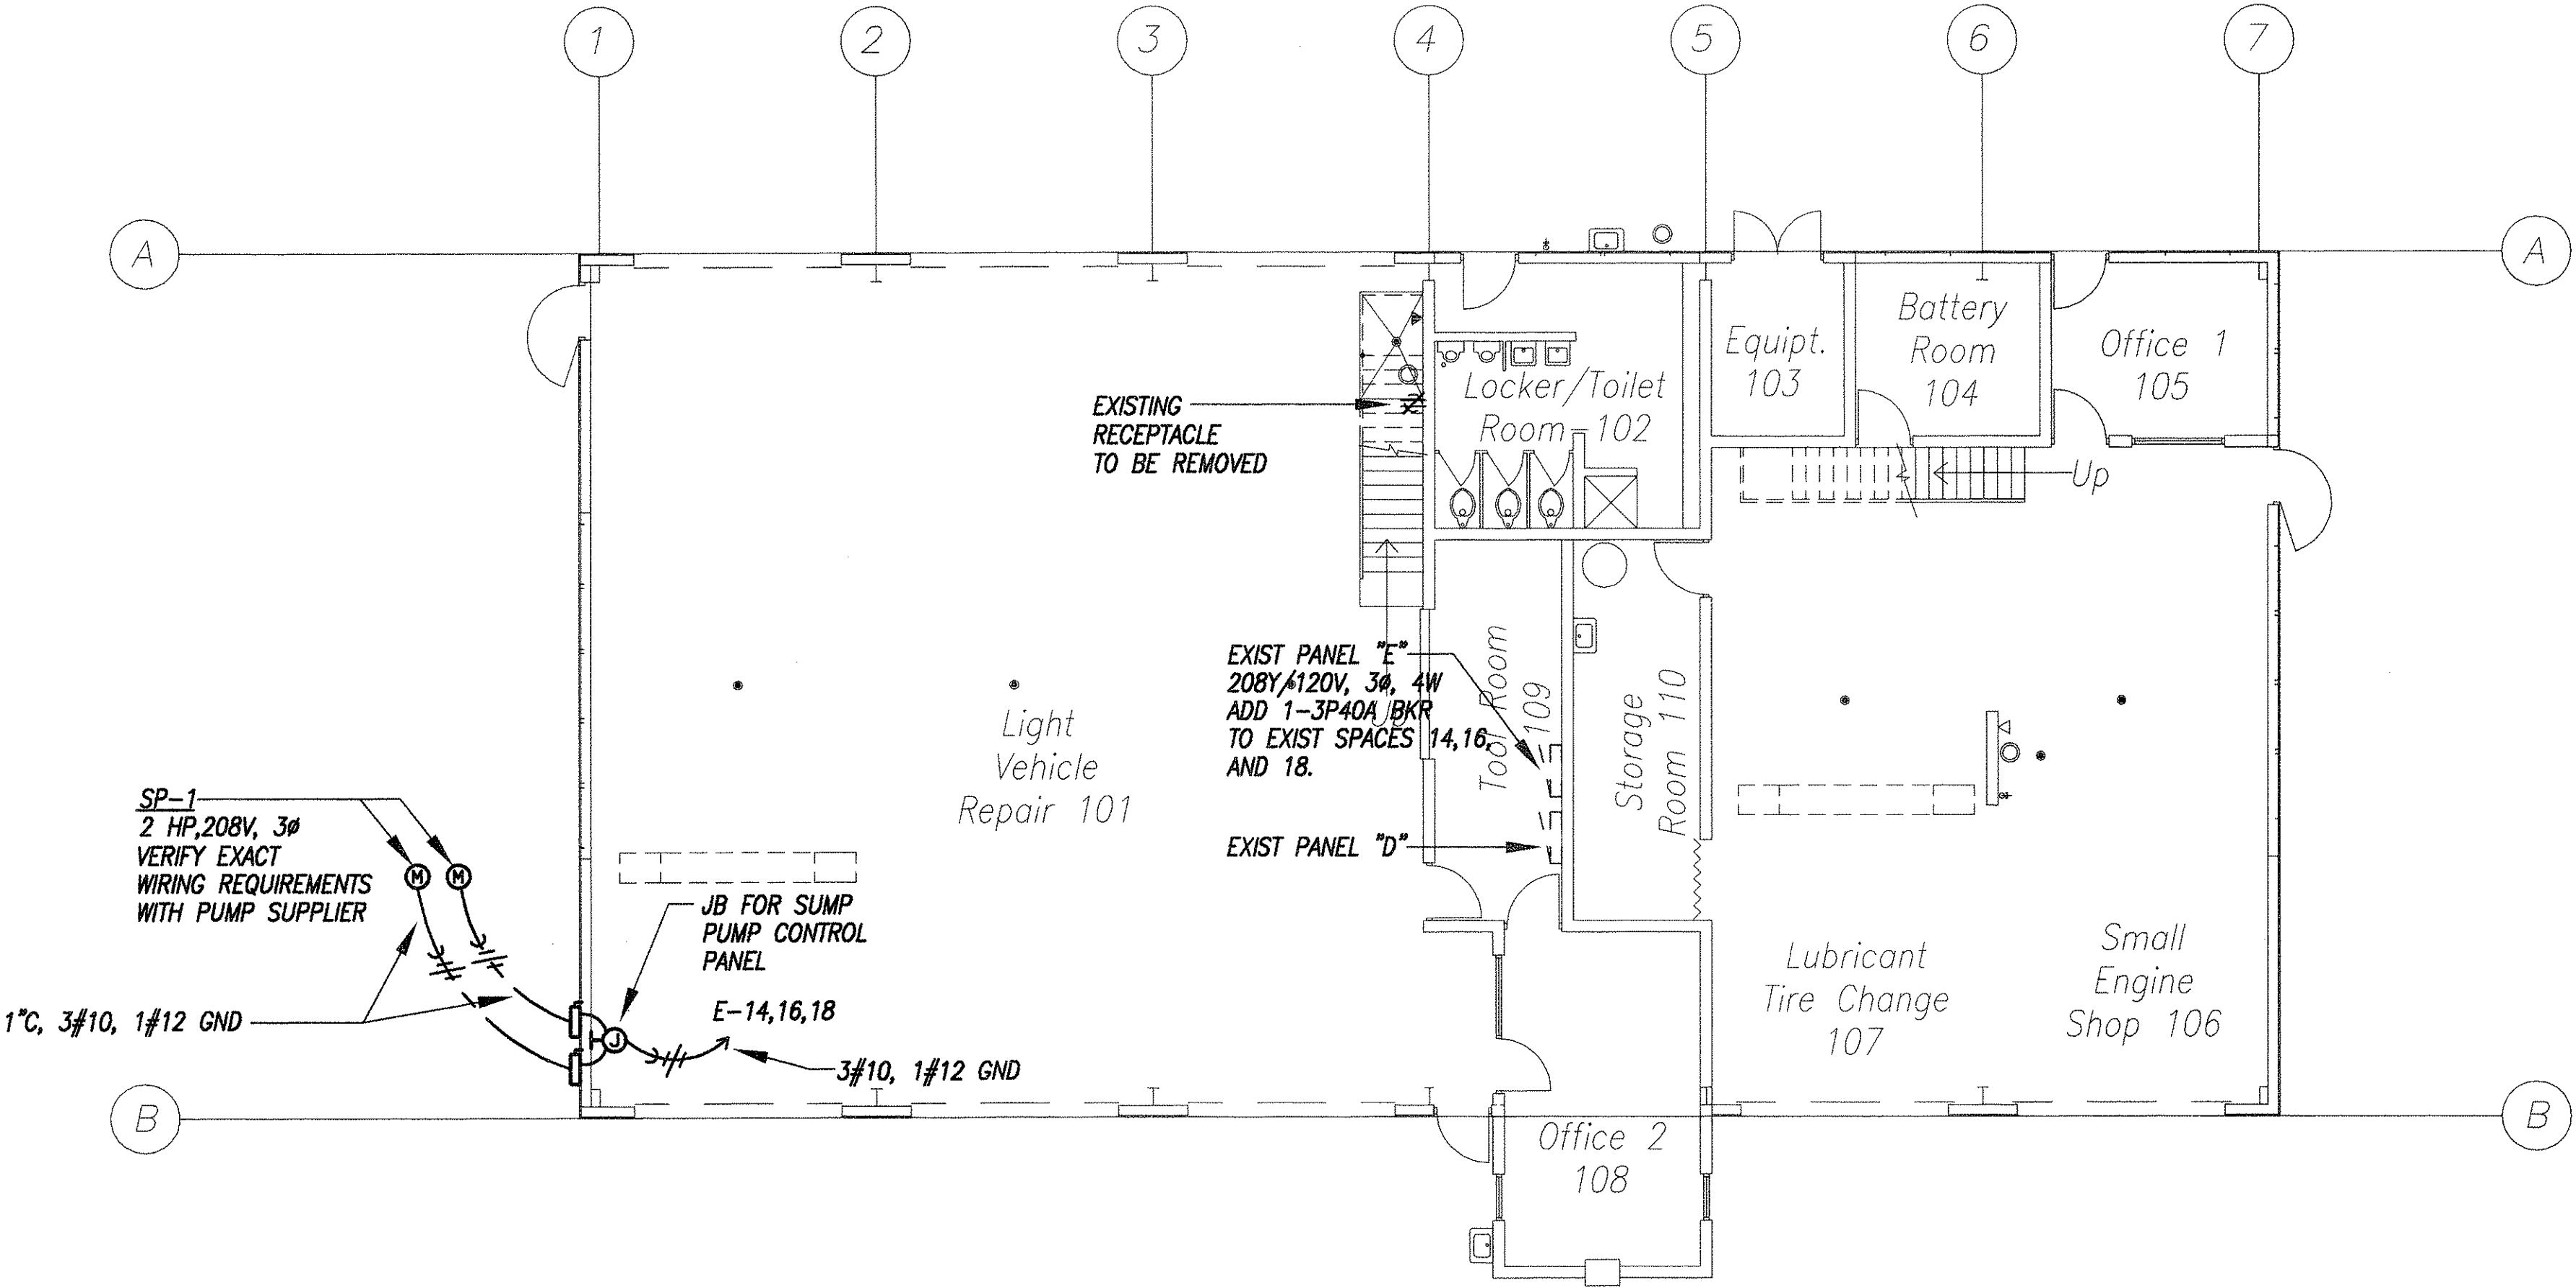 1
2
3
4
5
6
7
A
A
Battery
Room
104
Equipt.
103
Office 1
105
Locker/Toilet
Room 102
EXISTING
RECEPTACLE
TO BE REMOVED
Up
EXIST PANEL "E"
208Y/120V, 3ø, 4W
ADD 1-3P40A BKR
TO EXIST SPACES 14,16,
AND 18.
Up
Tool Room
109
Storage
Room 110
Light
Vehicle
Repair 101
EXIST PANEL "D"
SP-1
2 HP,208V, 3ø
VERIFY EXACT
WIRING REQUIREMENTS
WITH PUMP SUPPLIER
M
M
JB FOR SUMP
PUMP CONTROL
PANEL
E-14,16,18
1"C, 3#10, 1#12 GND
J
3#10, 1#12 GND
Lubricant
Tire Change
107
Small
Engine
Shop 106
B
B
Office 2
108